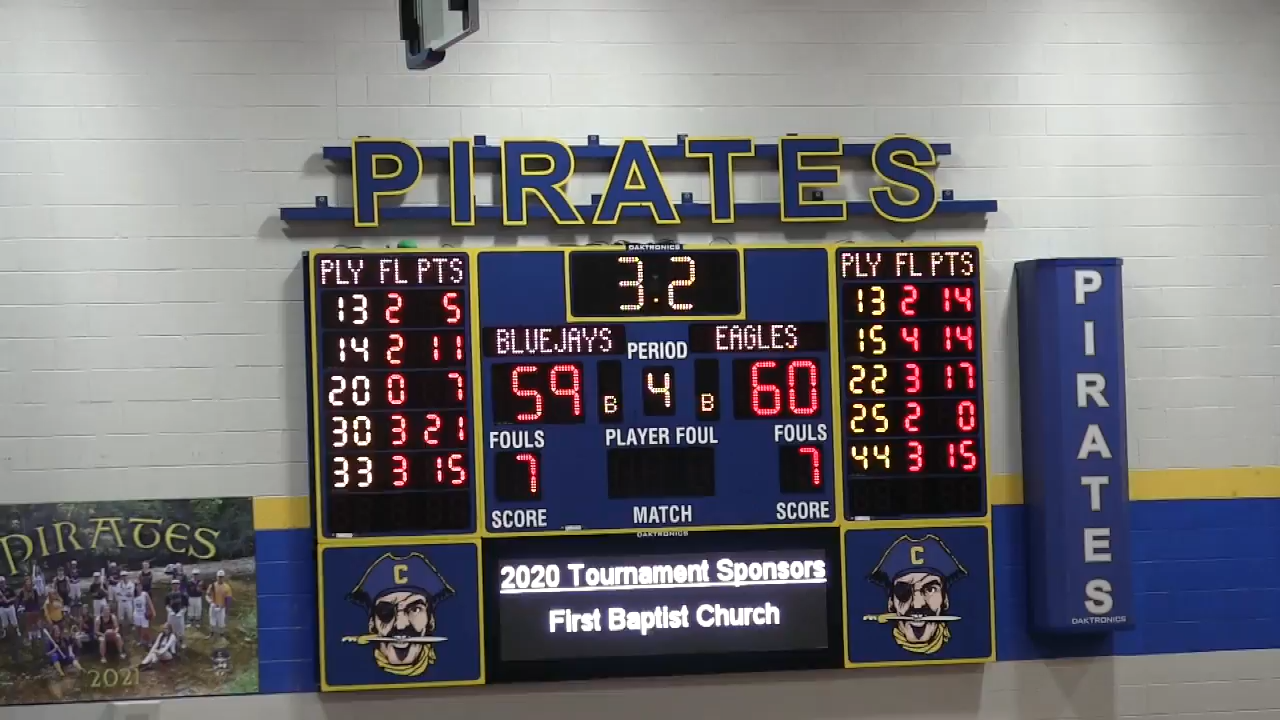 PIRATES
DAKTRONICS
3.2
PLY FL PTS
13 2 5
14 2 11
20 0 7
30 3 21
33 3 15
BLUEJAYS
EAGLES
PERIOD
59 B 4 B 60
FOULS
PLAYER FOUL
FOULS
7
7
SCORE
MATCH
SCORE
DAKTRONICS
PLY FL PTS
13 2 14
15 4 14
22 3 17
25 2 0
44 3 15
C
2020 Tournament Sponsors
First Baptist Church
C
PIRATES
DAKTRONICS
PIRATES
2021